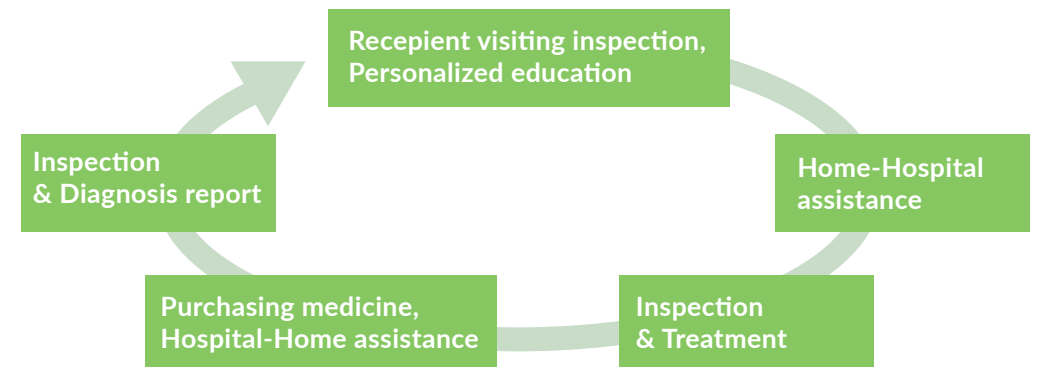 Recepient visiting inspection,
Personalized education
Home-Hospital
assistance
Inspection
& Treatment
Purchasing medicine,
Hospital-Home assistance
Inspection
& Diagnosis report